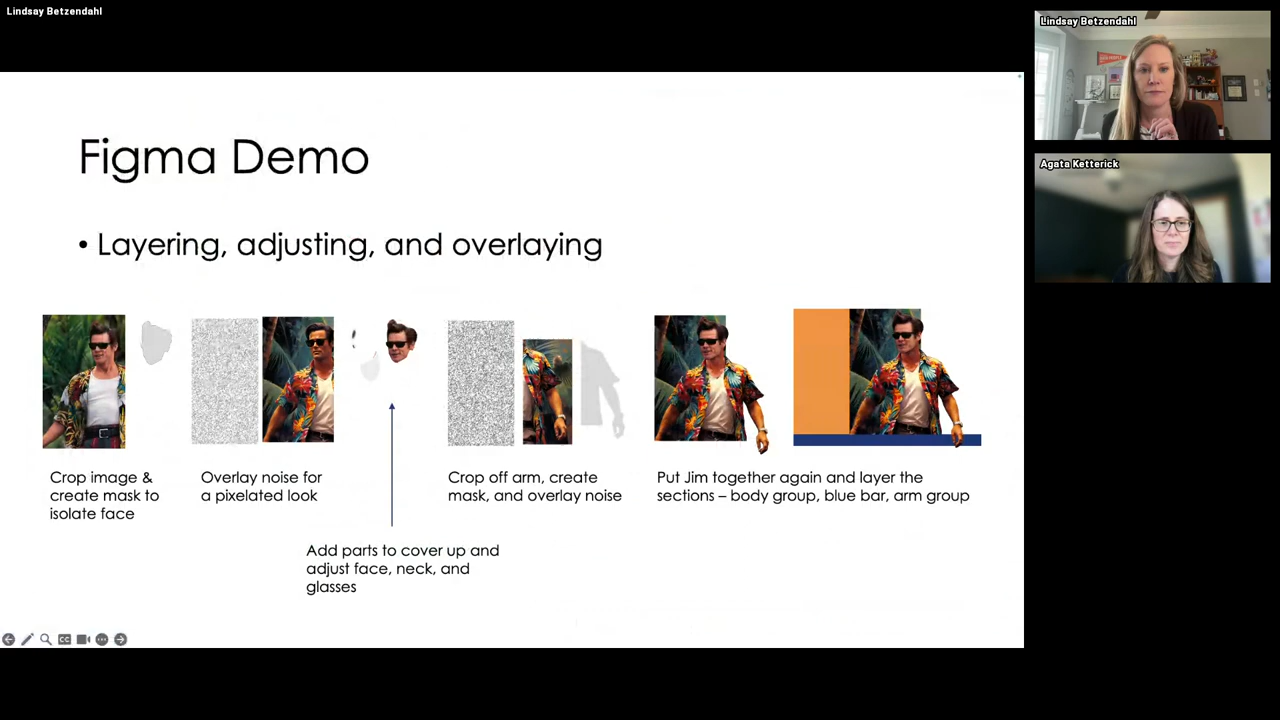 Lindsay Betzendahl
Lindsay Betzendahl
Agata Ketterick
Figma Demo
• Layering, adjusting, and overlaying
Crop image &
create mask to
isolate face
Overlay noise for
a pixelated look
Add parts to cover up and
adjust face, neck, and
glasses
Crop off arm, create
mask, and overlay noise
Put Jim together again and layer the
sections – body group, blue bar, arm group
CC